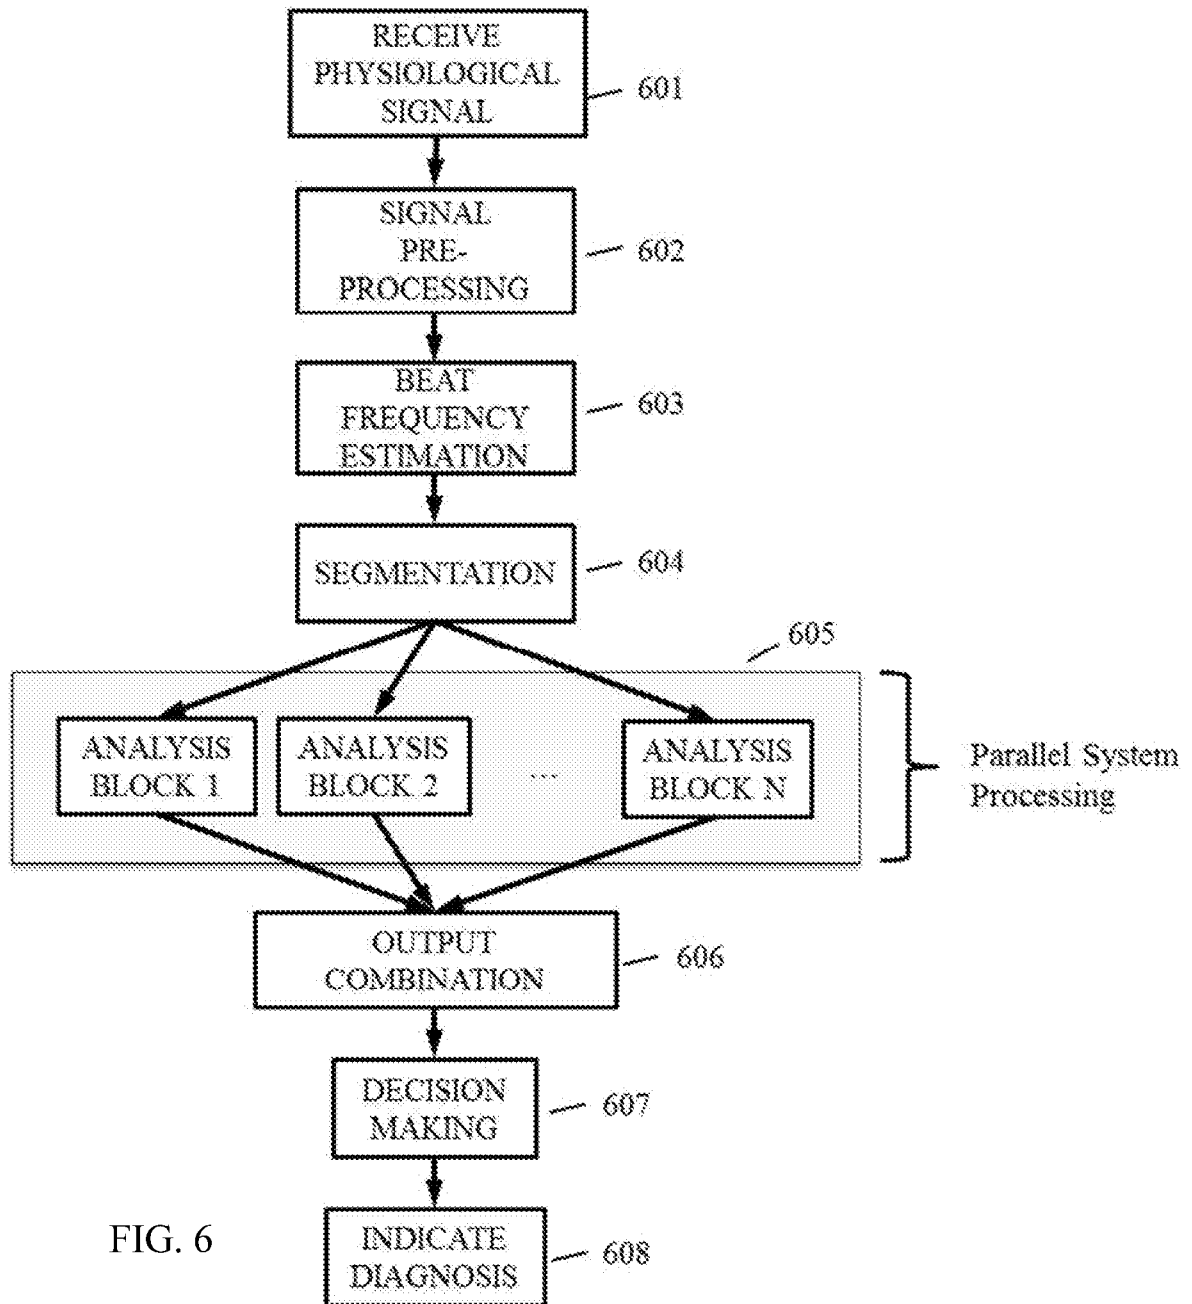 RECEIVE
PHYSIOLOGICAL
SIGNAL
601
SIGNAL
PRE-
PROCESSING
602
BEAT
FREQUENCY
ESTIMATION
603
SEGMENTATION
604
605
ANALYSIS
BLOCK 1
ANALYSIS
BLOCK 2
...
ANALYSIS
BLOCK N
Parallel System
Processing
OUTPUT
COMBINATION
606
DECISION
MAKING
607
INDICATE
DIAGNOSIS
608
FIG. 6